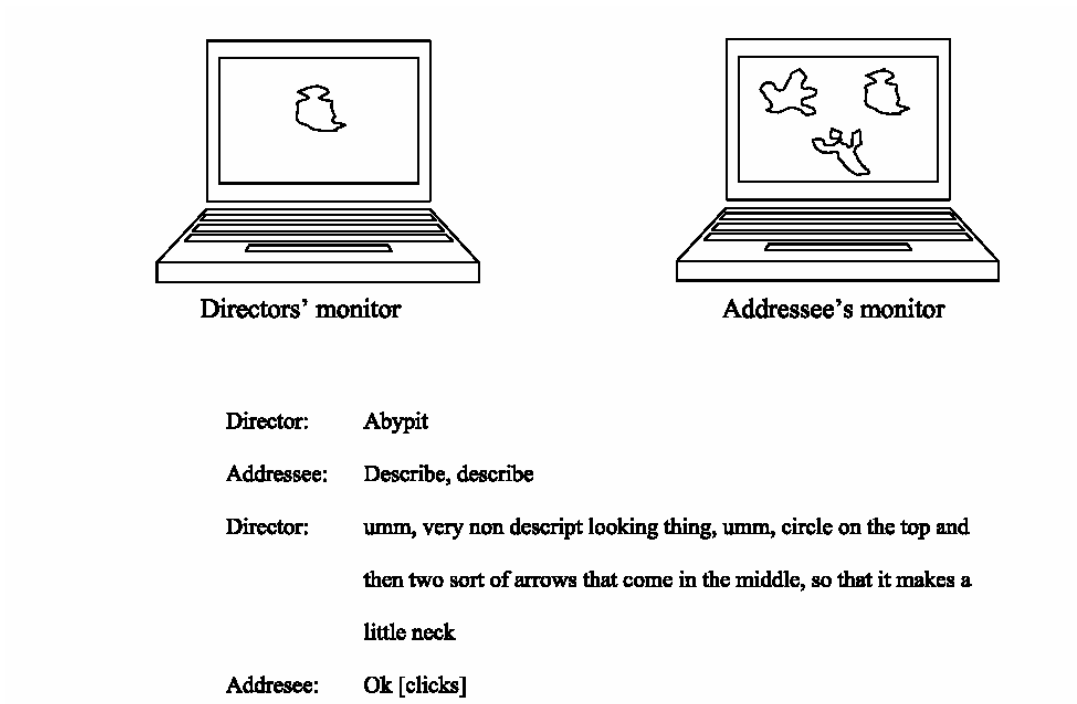 Directors' monitor
Addressee's monitor
Director: Abypit
Addressee: Describe, describe
Director: umm, very non descript looking thing, umm, circle on the top and
then two sort of arrows that come in the middle, so that it makes a
little neck
Addresee: Ok [clicks]